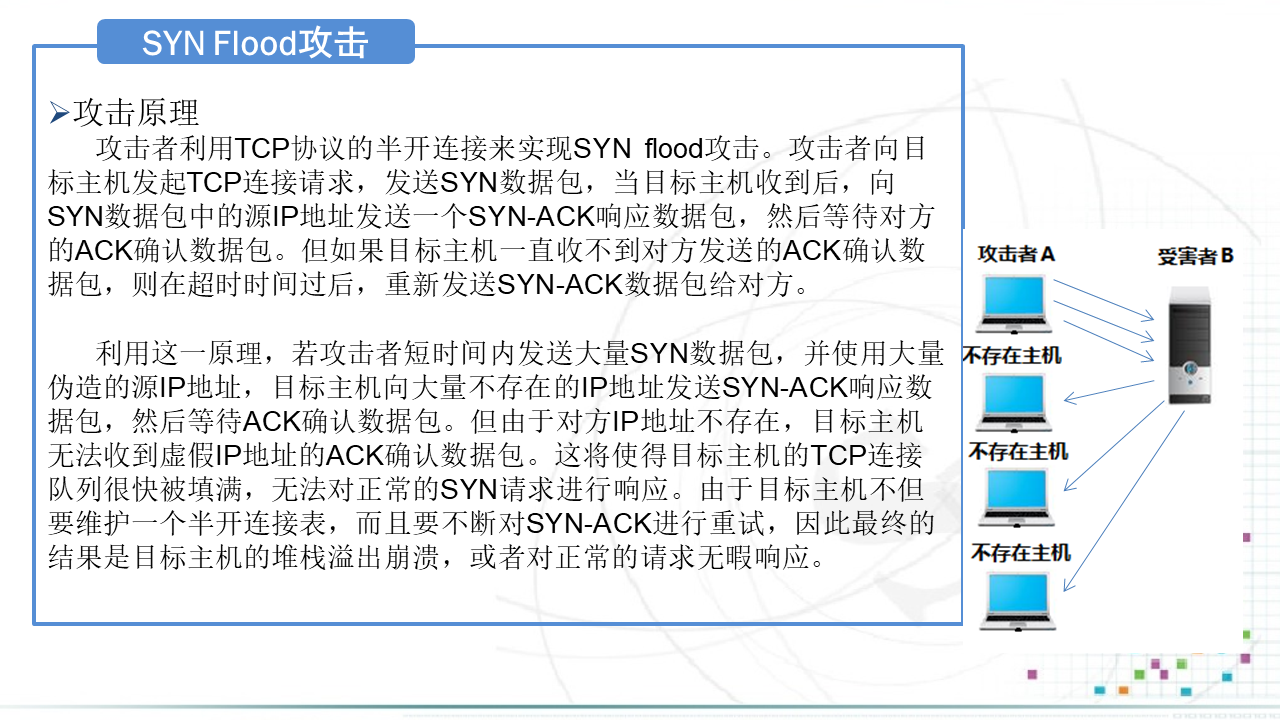 SYN Flood攻击
攻击原理
攻击者利用TCP协议的半开连接来实现SYN flood攻击。攻击者向目
标主机发起TCP连接请求，发送SYN数据包，当目标主机收到后，向
SYN数据包中的源IP地址发送一个SYN-ACK响应数据包，然后等待对方
的ACK确认数据包。但如果目标主机一直收不到对方发送的ACK确认数
据包，则在超时时间过后，重新发送SYN-ACK数据包给对方。
利用这一原理，若攻击者短时间内发送大量SYN数据包，并使用大量
伪造的源IP地址，目标主机向大量不存在的IP地址发送SYN-ACK响应数
据包，然后等待ACK确认数据包。但由于对方IP地址不存在，目标主机
无法收到虚假IP地址的ACK确认数据包。这将使得目标主机的TCP连接
队列很快被填满，无法对正常的SYN请求进行响应。由于目标主机不但
要维护一个半开连接表，而且要不断对SYN-ACK进行重试，因此最终的
结果是目标主机的堆栈溢出崩溃，或者对正常的请求无暇响应。
攻击者A
受害者B
不存在主机
不存在主机
不存在主机